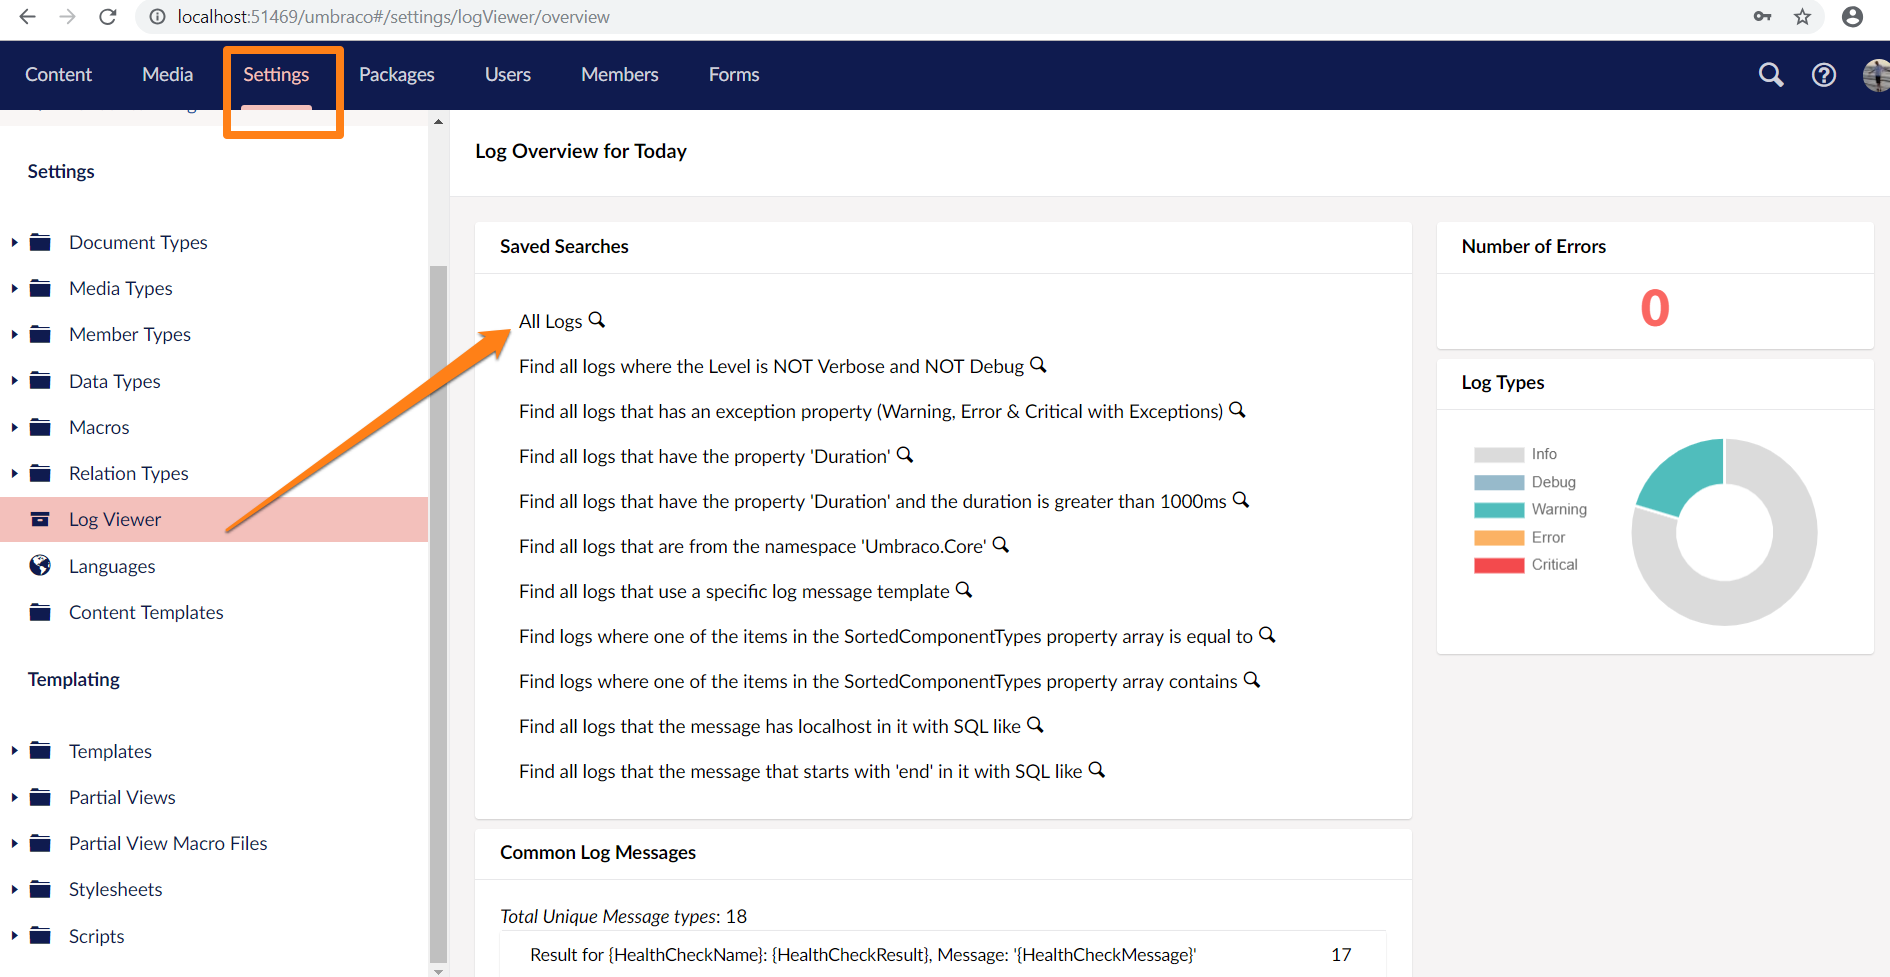 localhost:51469/umbraco#/settings/logViewer/overview
Content Media Settings Packages Users Members Forms
Settings
Document Types
Media Types
Member Types
Data Types
Macros
Relation Types
Log Viewer
Languages
Content Templates
Templating
Templates
Partial Views
Partial View Macro Files
Stylesheets
Scripts
Log Overview for Today
Saved Searches
All Logs
Find all logs where the Level is NOT Verbose and NOT Debug
Find all logs that has an exception property (Warning, Error & Critical with Exceptions)
Find all logs that have the property 'Duration'
Find all logs that have the property 'Duration' and the duration is greater than 1000ms
Find all logs that are from the namespace 'Umbraco.Core'
Find all logs that use a specific log message template
Find logs where one of the items in the SortedComponentTypes property array is equal to
Find logs where one of the items in the SortedComponentTypes property array contains
Find all logs that the message has localhost in it with SQL like
Find all logs that the message that starts with 'end' in it with SQL like
Common Log Messages
Total Unique Message types: 18
Result for {HealthCheckName}: {HealthCheckResult}, Message: '{HealthCheckMessage}' 17
Number of Errors
0
Log Types
Info
Debug
Warning
Error
Critical